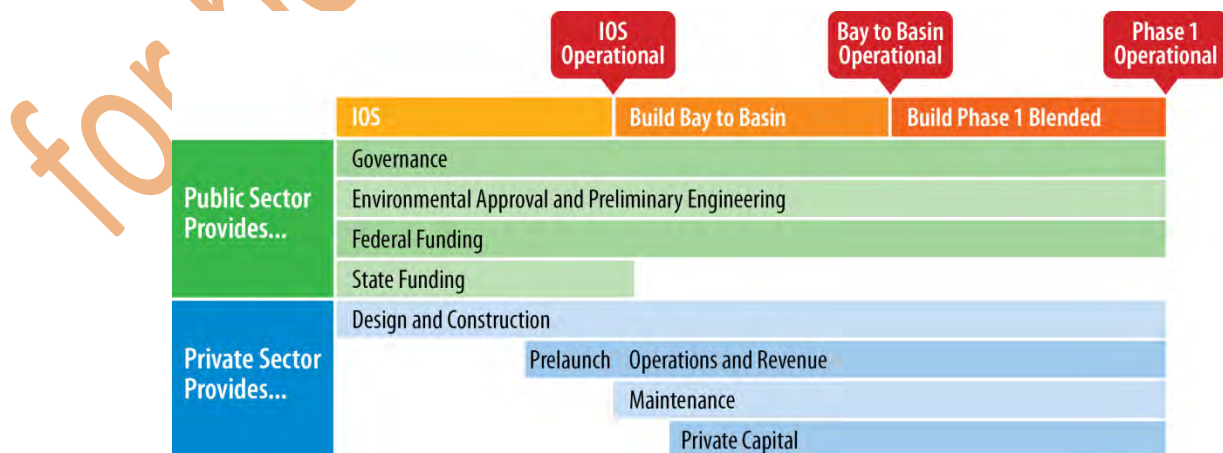 IOS
Operational
Bay to Basin
Operational
Phase 1
Operational
IOS
Build Bay to Basin
Build Phase 1 Blended
Public Sector
Provides...
Governance
Environmental Approval and Preliminary Engineering
Federal Funding
State Funding
Private Sector
Provides...
Design and Construction
Prelaunch
Operations and Revenue
Maintenance
Private Capital
for